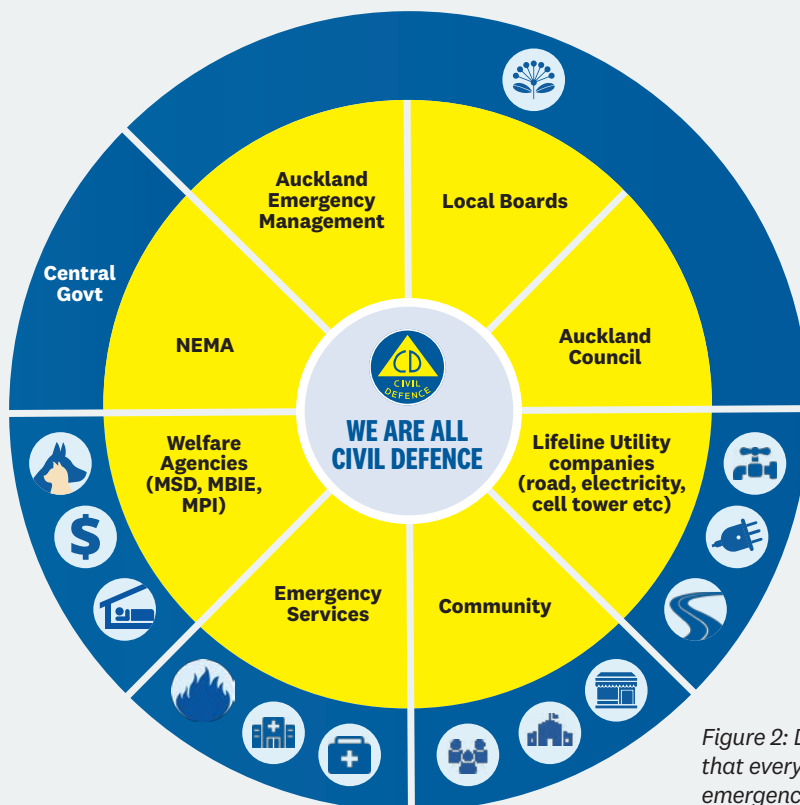 Auckland
Emergency
Management
Local Boards
Central
Govt
NEMA
Auckland
Council
CD
CIVIL
DEFENCE
WE ARE ALL
CIVIL DEFENCE
Welfare
Agencies
(MSD, MBIE,
MPI)
Lifeline Utility
companies
(road, electricity,
cell tower etc)
Emergency
Services
Community
$
Figure 2: D
that every
emergenc